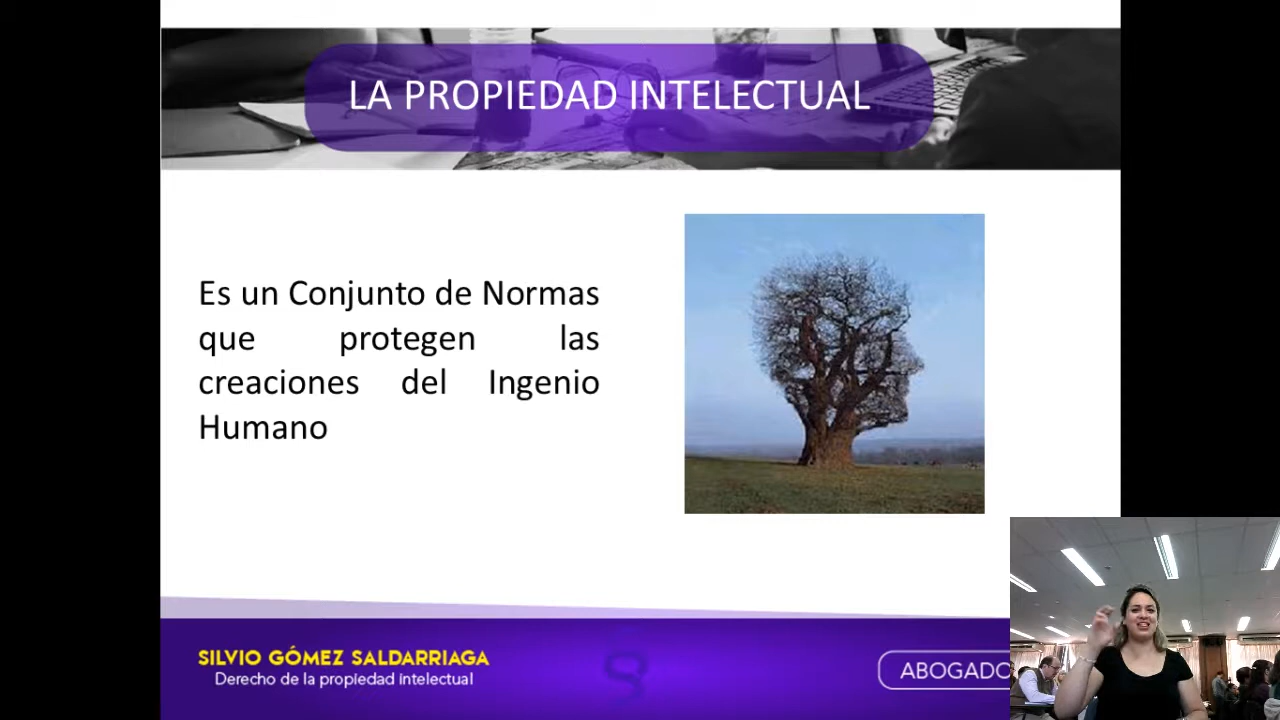 LA PROPIEDAD INTELECTUAL
Es un Conjunto de Normas
que protegen las
creaciones del Ingenio
Humano
SILVIO GÓMEZ SALDARRIAGA
Derecho de la propiedad intelectual
ABOGADO